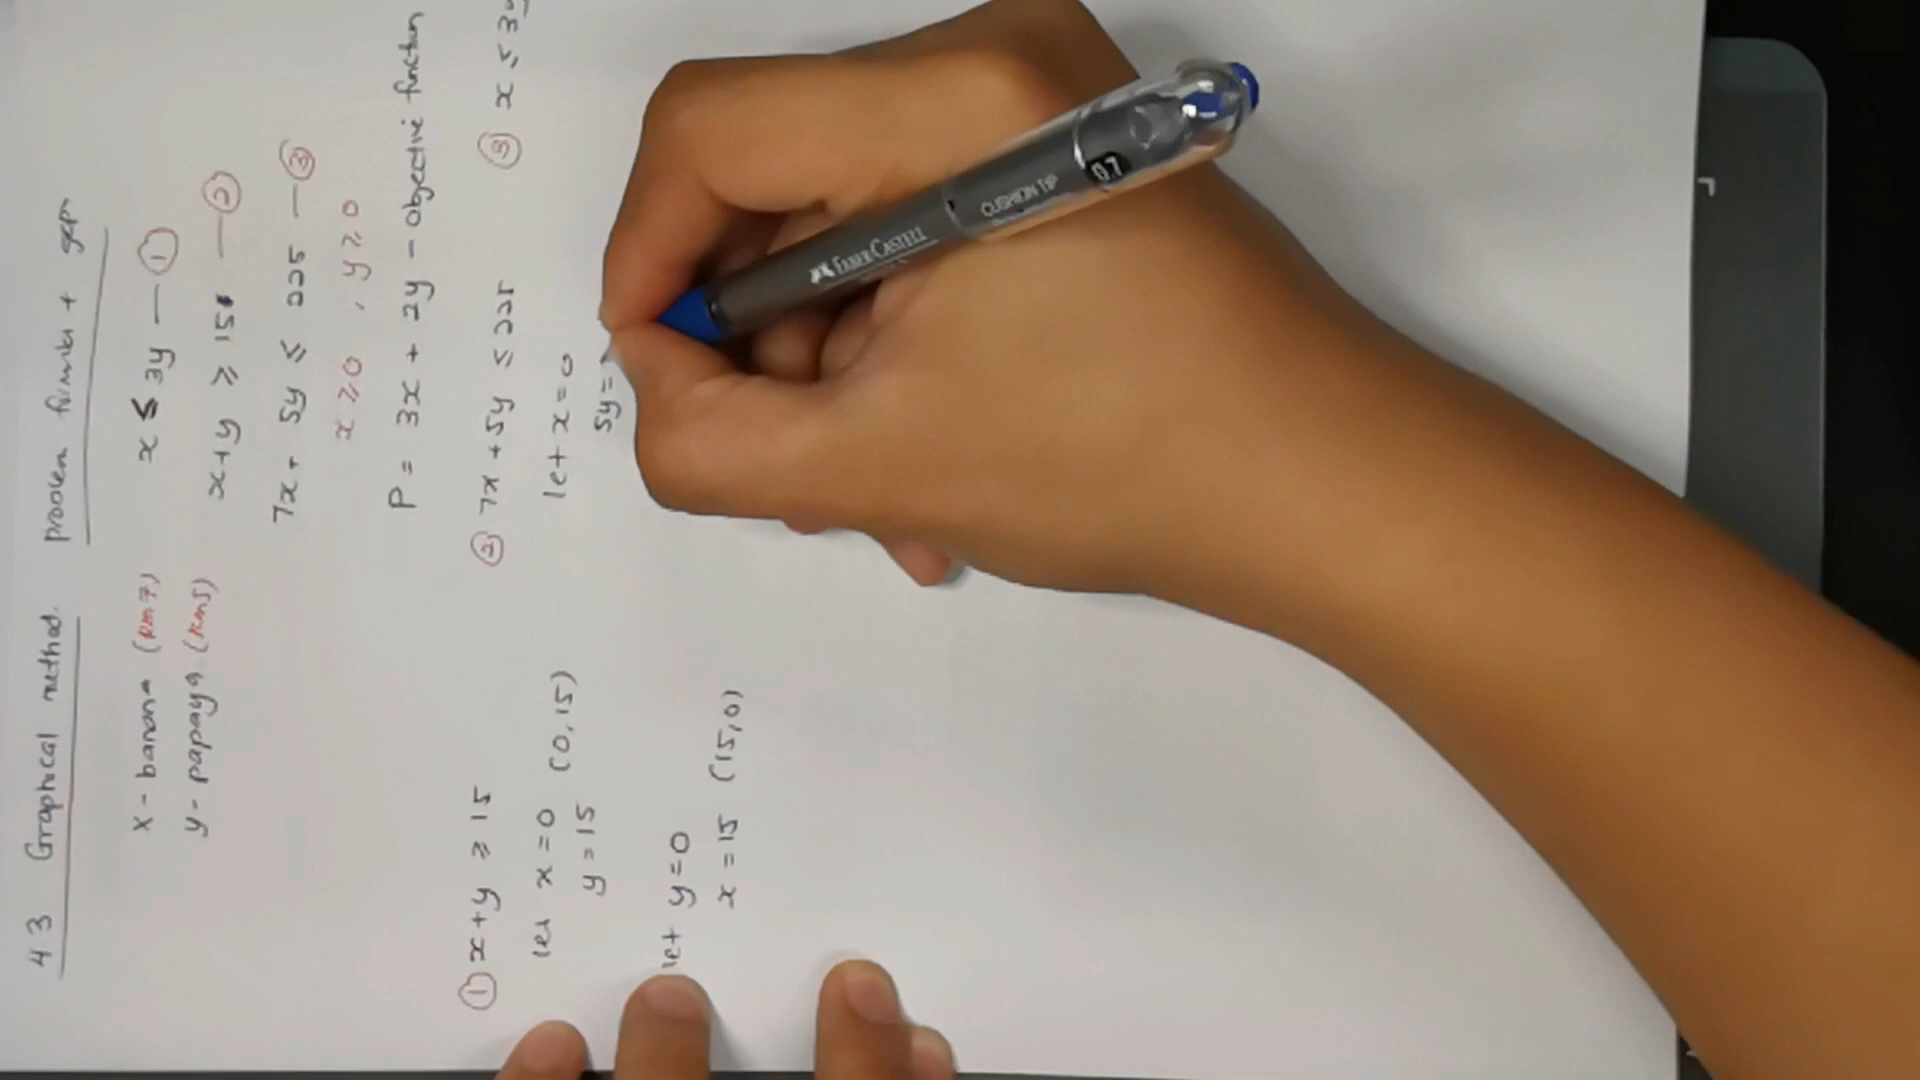 4 3 Graphical method. problem formula +
x - banana (RM7) x ≤ 3y — ①
y - papaya (RM5) x + y ≥ 15 — ②
7x + 5y ≤ 225 — ③
x ≥ 0 , y ≥ 0
P = 3x + 2y - objective function
① x + y ≥ 15
let x = 0 (0,15)
y = 15
let y = 0
x = 15 (15,0)
② 7x + 5y ≤ 225
let x = 0
5y =
③ x ≤ 3y
FABER-CASTELL
CUSHION TIP 0.7